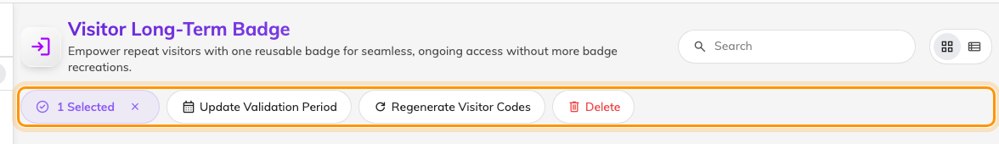 Visitor Long-Term Badge
Empower repeat visitors with one reusable badge for seamless, ongoing access without more badge
recreations.
Search
1 Selected
Update Validation Period
Regenerate Visitor Codes
Delete